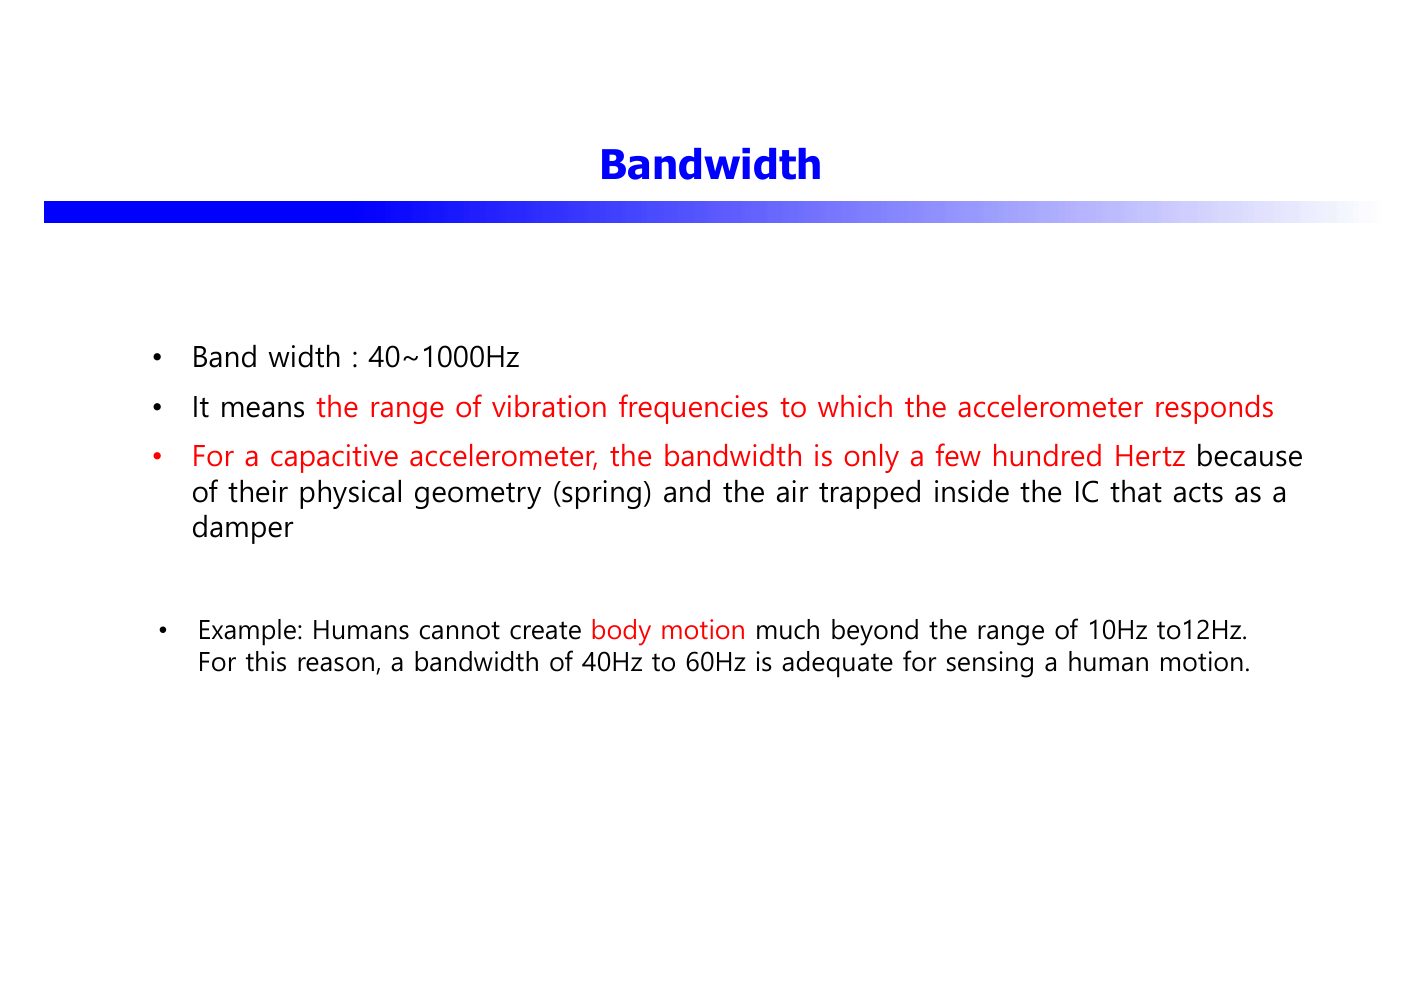 Bandwidth
• Band width : 40~1000Hz
• It means the range of vibration frequencies to which the accelerometer responds
• For a capacitive accelerometer, the bandwidth is only a few hundred Hertz because
of their physical geometry (spring) and the air trapped inside the IC that acts as a
damper
• Example: Humans cannot create body motion much beyond the range of 10Hz to12Hz.
For this reason, a bandwidth of 40Hz to 60Hz is adequate for sensing a human motion.